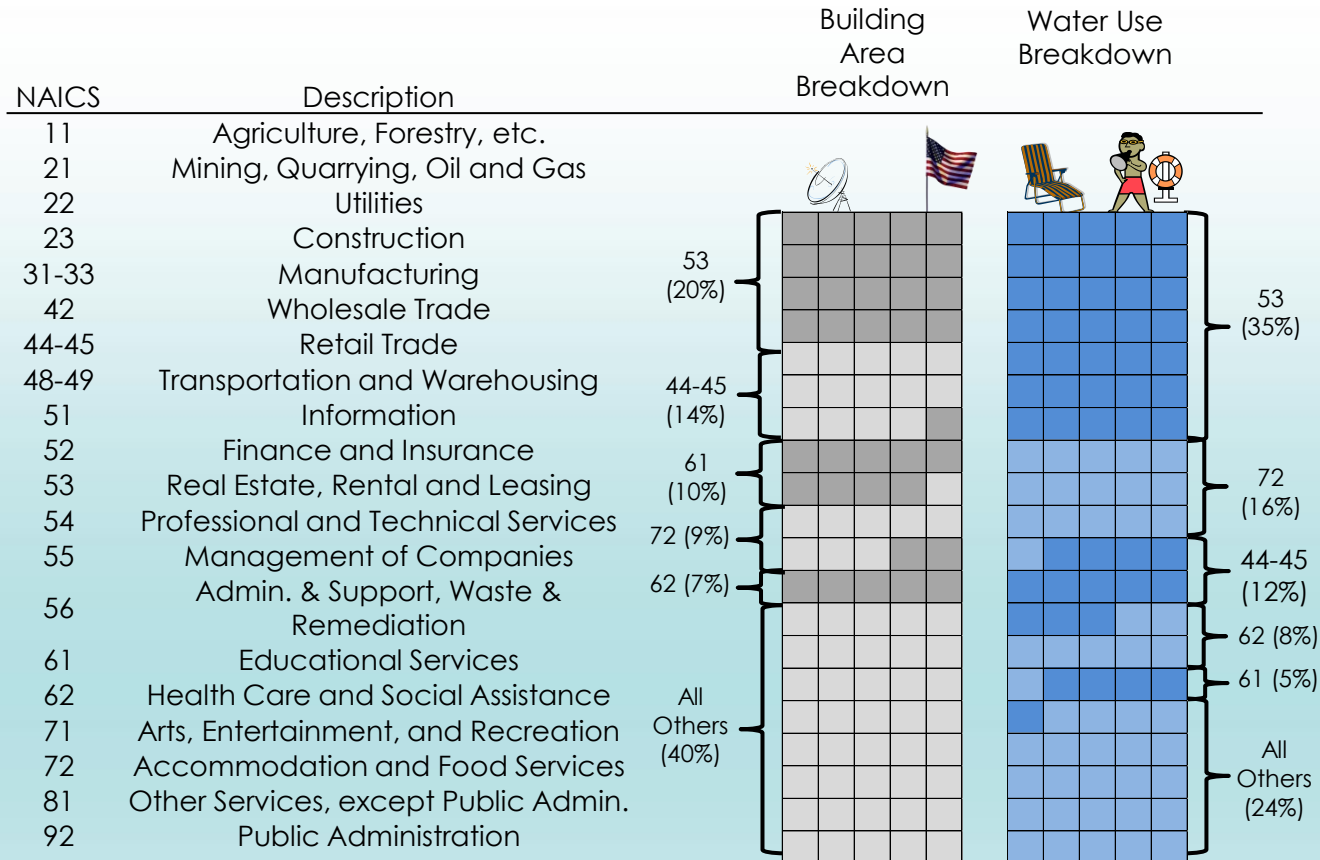 Building
Area
Breakdown
Water Use
Breakdown
NAICS Description
11 Agriculture, Forestry, etc.
21 Mining, Quarrying, Oil and Gas
22 Utilities
23 Construction
31-33 Manufacturing
42 Wholesale Trade
44-45 Retail Trade
48-49 Transportation and Warehousing
51 Information
52 Finance and Insurance
53 Real Estate, Rental and Leasing
54 Professional and Technical Services
55 Management of Companies
56 Admin. & Support, Waste &
Remediation
61 Educational Services
62 Health Care and Social Assistance
71 Arts, Entertainment, and Recreation
72 Accommodation and Food Services
81 Other Services, except Public Admin.
92 Public Administration
53
(20%)
44-45
(14%)
61
(10%)
72 (9%)
62 (7%)
All
Others
(40%)
53
(35%)
72
(16%)
44-45
(12%)
62 (8%)
61 (5%)
All
Others
(24%)